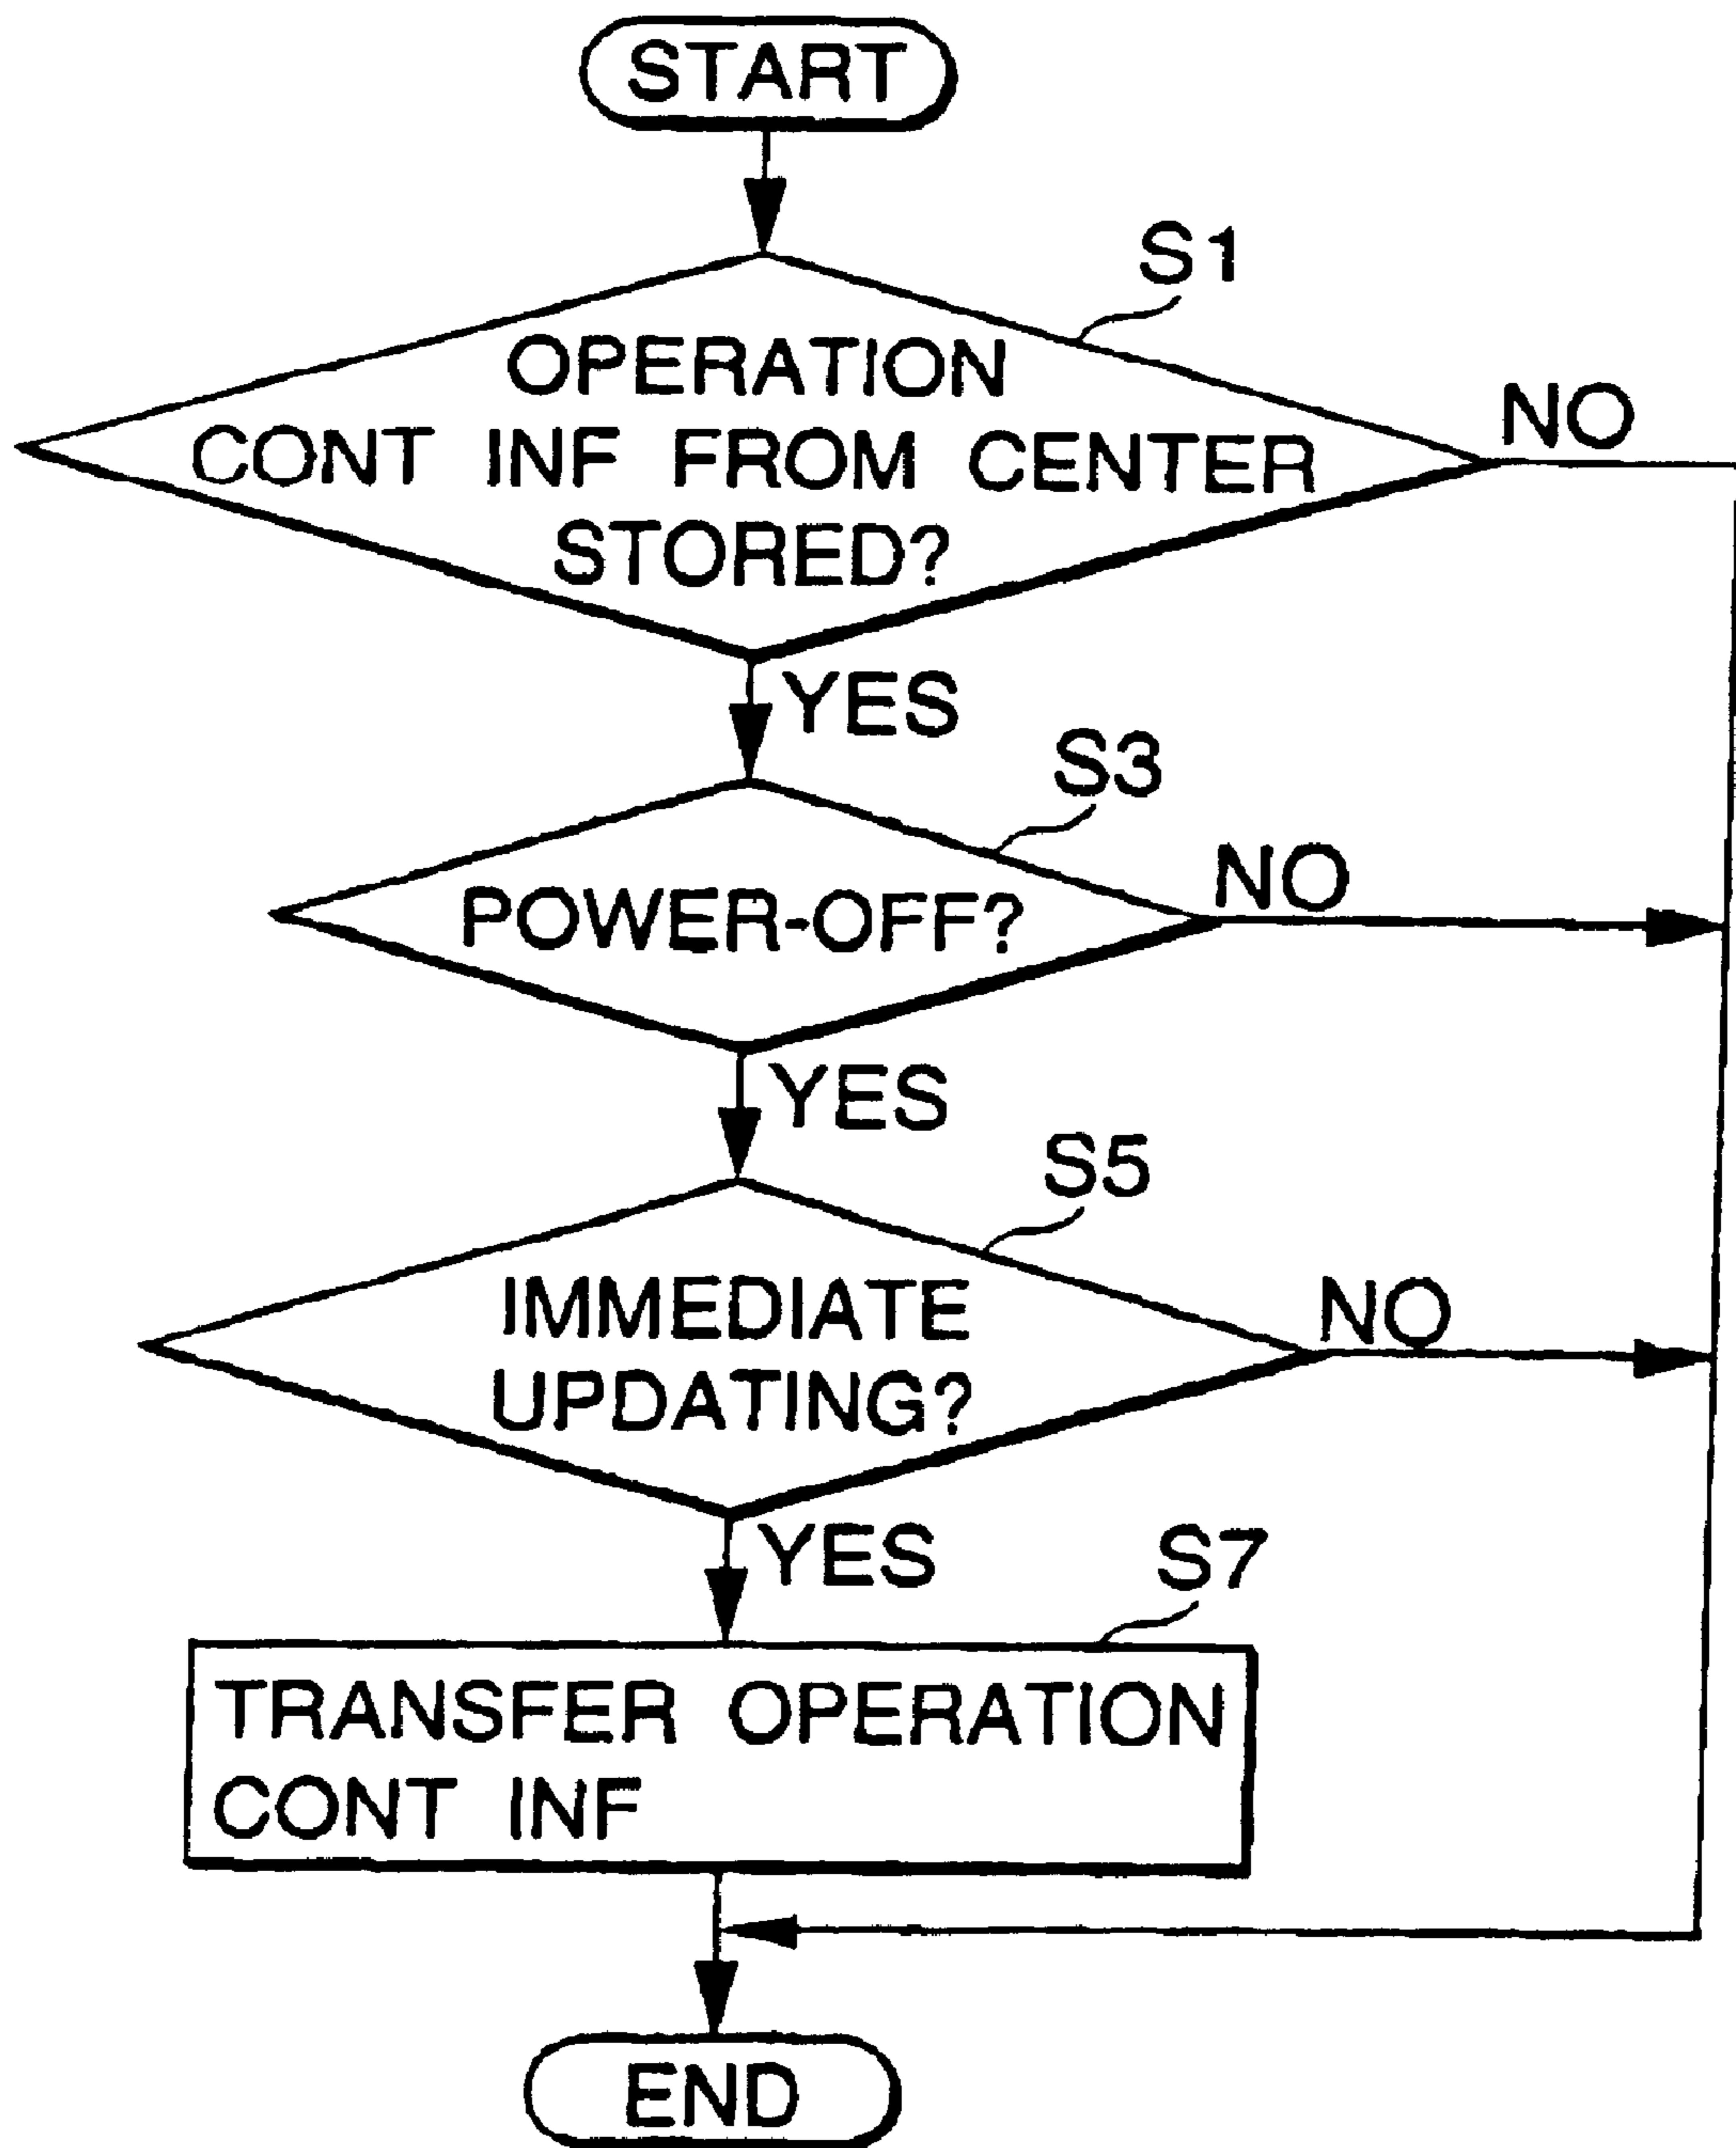 START
S1
OPERATION
CONT INF FROM CENTER
STORED?
NO
YES
S3
POWER-OFF?
NO
YES
S5
IMMEDIATE
UPDATING?
NO
YES
S7
TRANSFER OPERATION
CONT INF
END